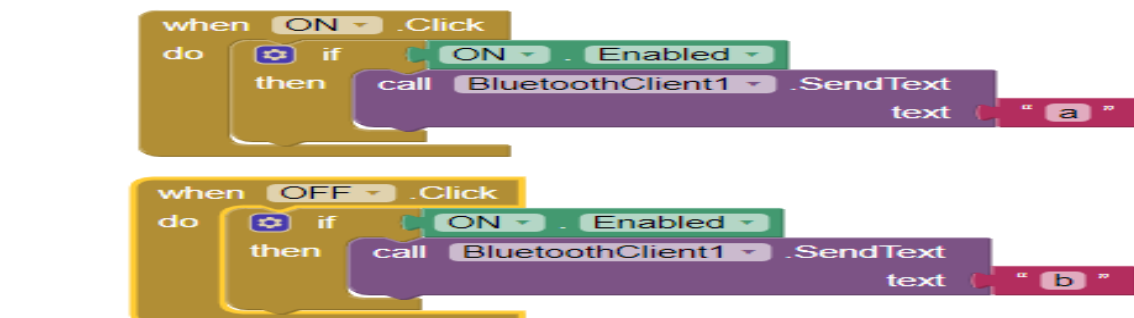 when ON .Click
do if ON . Enabled
then call BluetoothClient1 .SendText
text " a "
when OFF .Click
do if ON . Enabled
then call BluetoothClient1 .SendText
text " b "